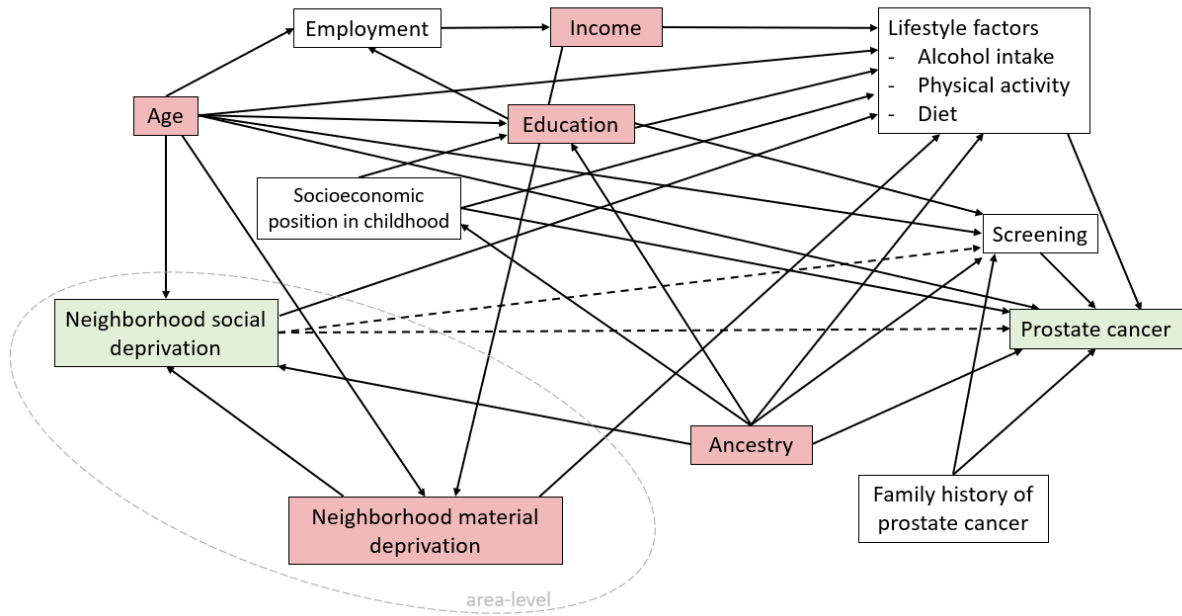 Employment
Income
Lifestyle factors
- Alcohol intake
- Physical activity
- Diet
Age
Education
Socioeconomic
position in childhood
Screening
Neighborhood social
deprivation
Prostate cancer
Ancestry
Family history of
prostate cancer
Neighborhood material
deprivation
area-level